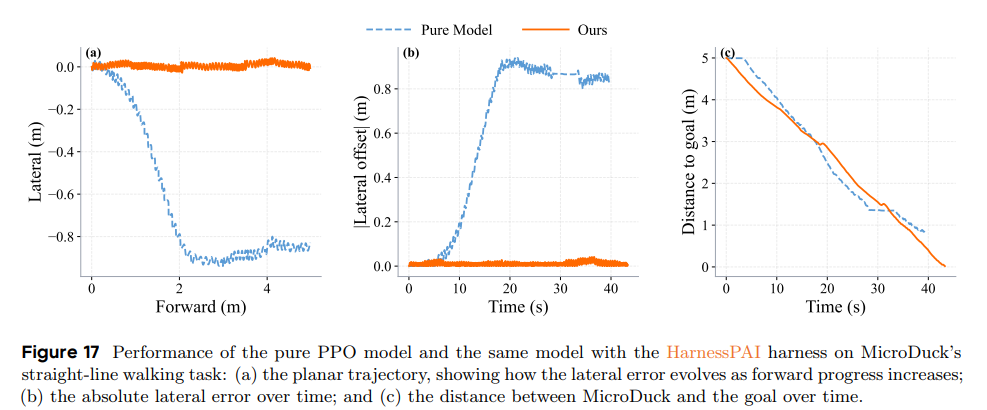 Pure Model
Ours
(a)
0.0
−0.2
−0.4
−0.6
−0.8
Lateral (m)
0
2
4
Forward (m)
(b)
0.8
0.6
0.4
0.2
0.0
|Lateral offset| (m)
0
10
20
30
40
Time (s)
(c)
5
4
3
2
1
0
Distance to goal (m)
0
10
20
30
40
Time (s)
Figure 17 Performance of the pure PPO model and the same model with the HarnessPAI harness on MicroDuck's
straight-line walking task: (a) the planar trajectory, showing how the lateral error evolves as forward progress increases;
(b) the absolute lateral error over time; and (c) the distance between MicroDuck and the goal over time.